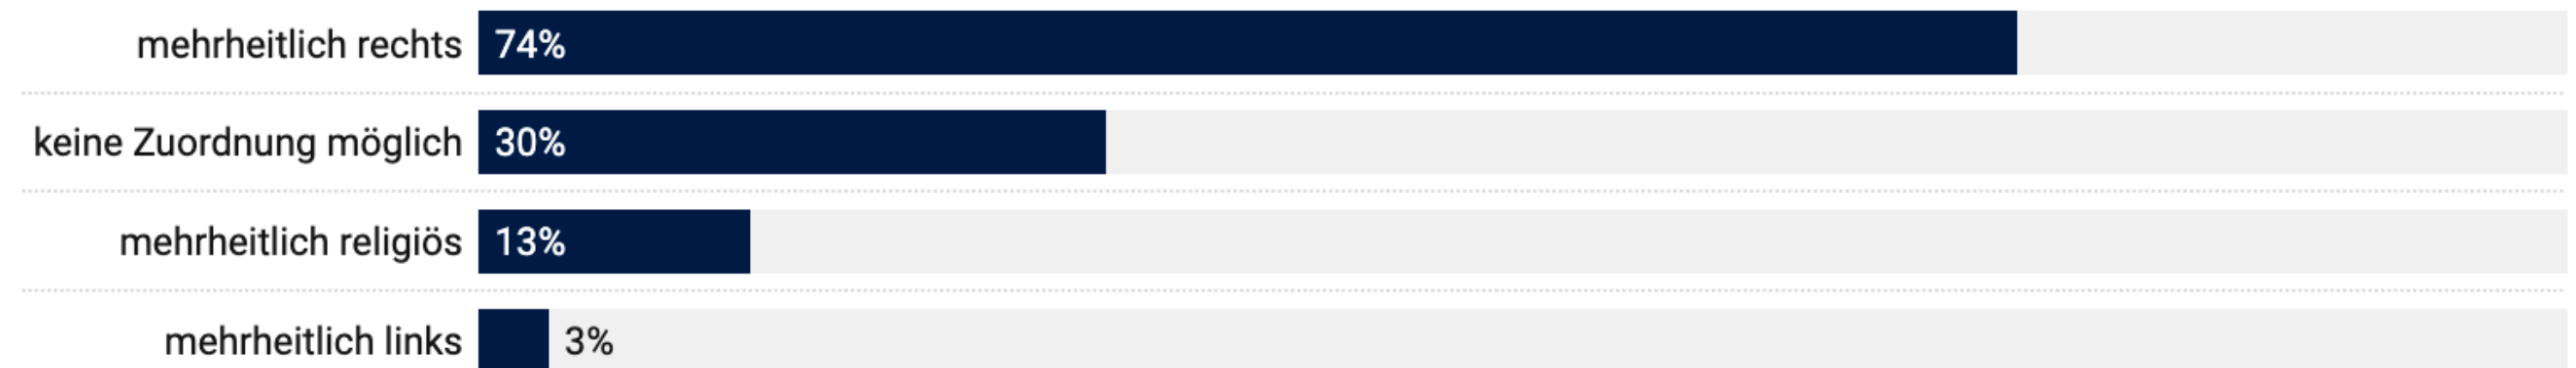 mehrheitlich rechts 74%
keine Zuordnung möglich 30%
mehrheitlich religiös 13%
mehrheitlich links 3%